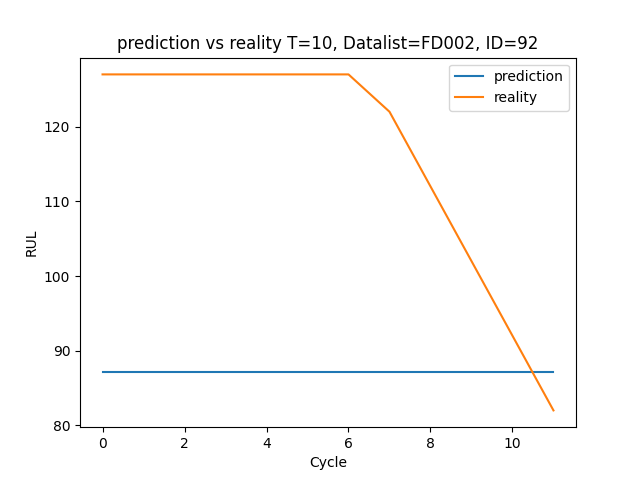 prediction vs reality T=10, Datalist=FD002, ID=92
prediction
reality
RUL
120
110
100
90
80
0 2 4 6 8 10
Cycle